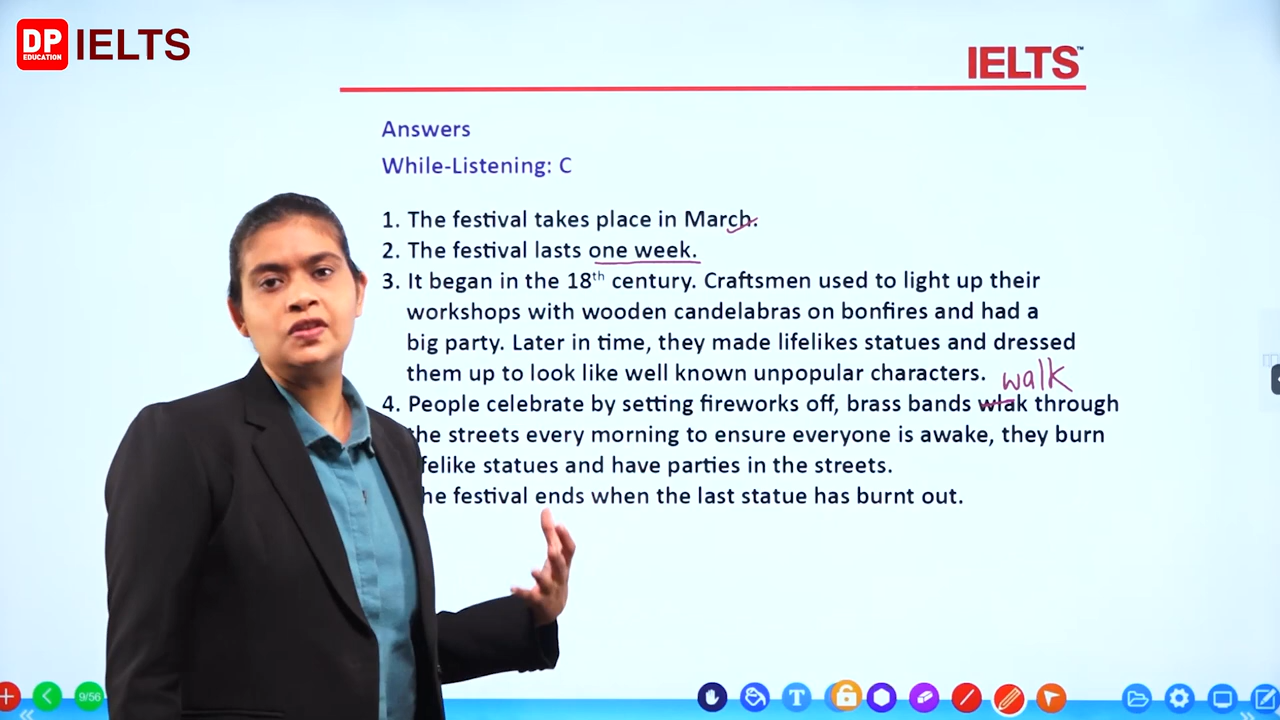 DP
EDUCATION
IELTS
IELTS™
Answers
While-Listening: C
1. The festival takes place in March.
2. The festival lasts one week.
3. It began in the 18th century. Craftsmen used to light up their
workshops with wooden candelabras on bonfires and had a
big party. Later in time, they made lifelikes statues and dressed
them up to look like well known unpopular characters.
walk
4. People celebrate by setting fireworks off, brass bands wlak through
the streets every morning to ensure everyone is awake, they burn
felike statues and have parties in the streets.
he festival ends when the last statue has burnt out.
9/56
T